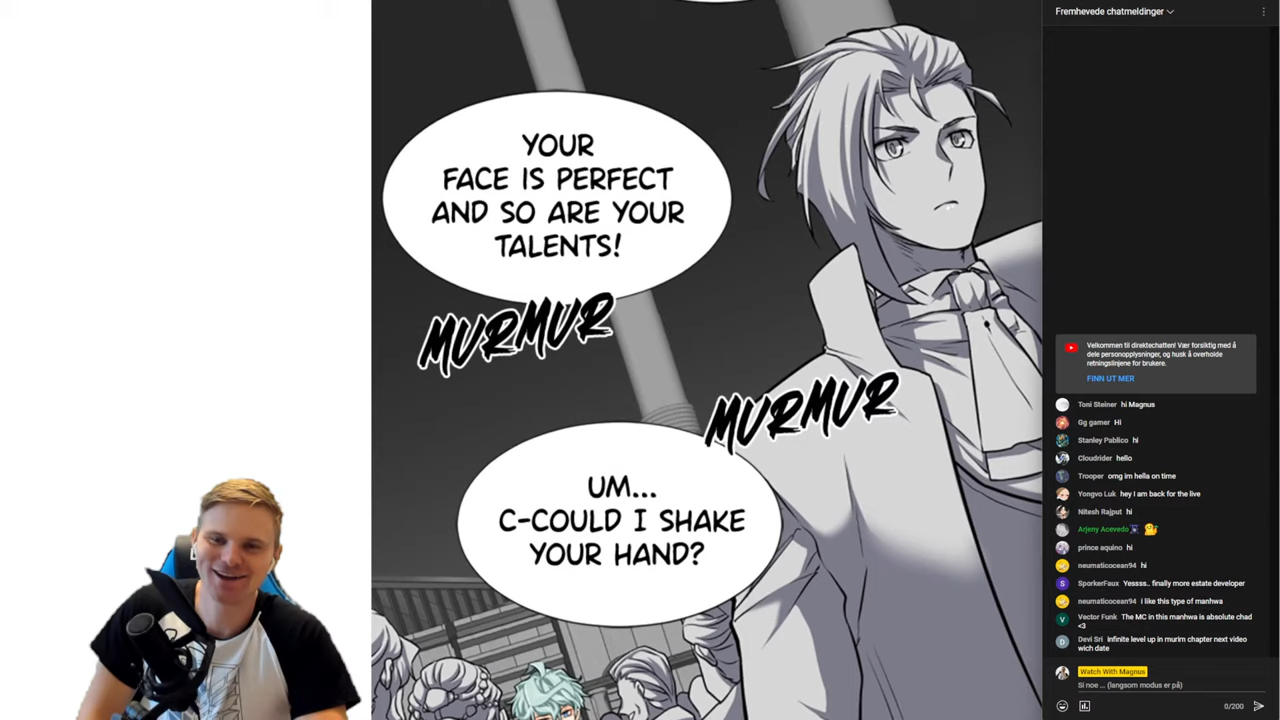 YOUR
FACE IS PERFECT
AND SO ARE YOUR
TALENTS!
MURMUR
MURMUR
UM...
C-COULD I SHAKE
YOUR HAND?
Fremhevede chatmeldinger
Velkommen til direktechatten! Vær forsiktig med å
dele personopplysninger, og husk å overholde
retningslinjene for brukere.
FINN UT MER
Toni Steiner hi Magnus
Gg gamer Hi
Stanley Pablico hi
Cloudrider hello
Trooper omg im hella on time
Yongvo Luk hey I am back for the live
Nitesh Rajput hi
Arjeny Acevedo
prince aquino hi
neumaticocean94 hi
S
SporkerFaux Yessss.. finally more estate developer
neumaticocean94 i like this type of manhwa
V
Vector Funk The MC in this manhwa is absolute chad
<3
D
Devi Sri infinite level up in murim chapter next video
wich date
Watch With Magnus
Si noe ... (langsom modus er på)
0/200